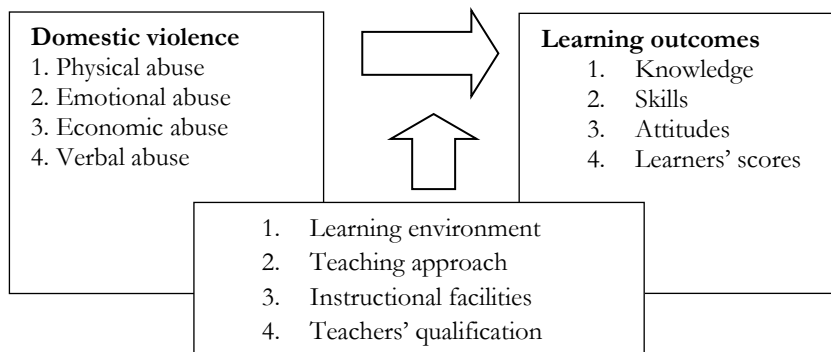 Domestic violence
1. Physical abuse
2. Emotional abuse
3. Economic abuse
4. Verbal abuse
Learning outcomes
1. Knowledge
2. Skills
3. Attitudes
4. Learners’ scores
1. Learning environment
2. Teaching approach
3. Instructional facilities
4. Teachers’ qualification